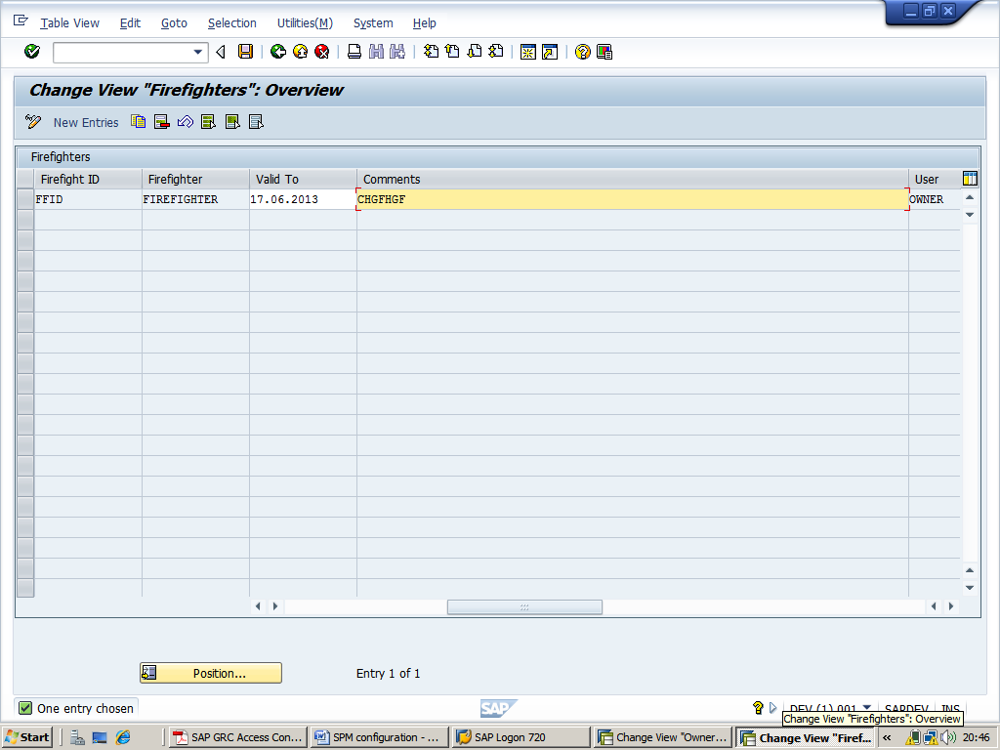 Table View Edit Goto Selection Utilities(M) System Help
Change View "Firefighters": Overview
New Entries
Firefighters
Firefight ID Firefighter Valid To Comments User
FFID FIREFIGHTER 17.06.2013 CHGFHGF OWNER
Position... Entry 1 of 1
One entry chosen SAP DEV (1) 001 SAPDEV INS
Change View "Firefighters": Overview
Start SAP GRC Access Con... SPM configuration - ... SAP Logon 720 Change View "Owner... Change View "Firef... « 20:46